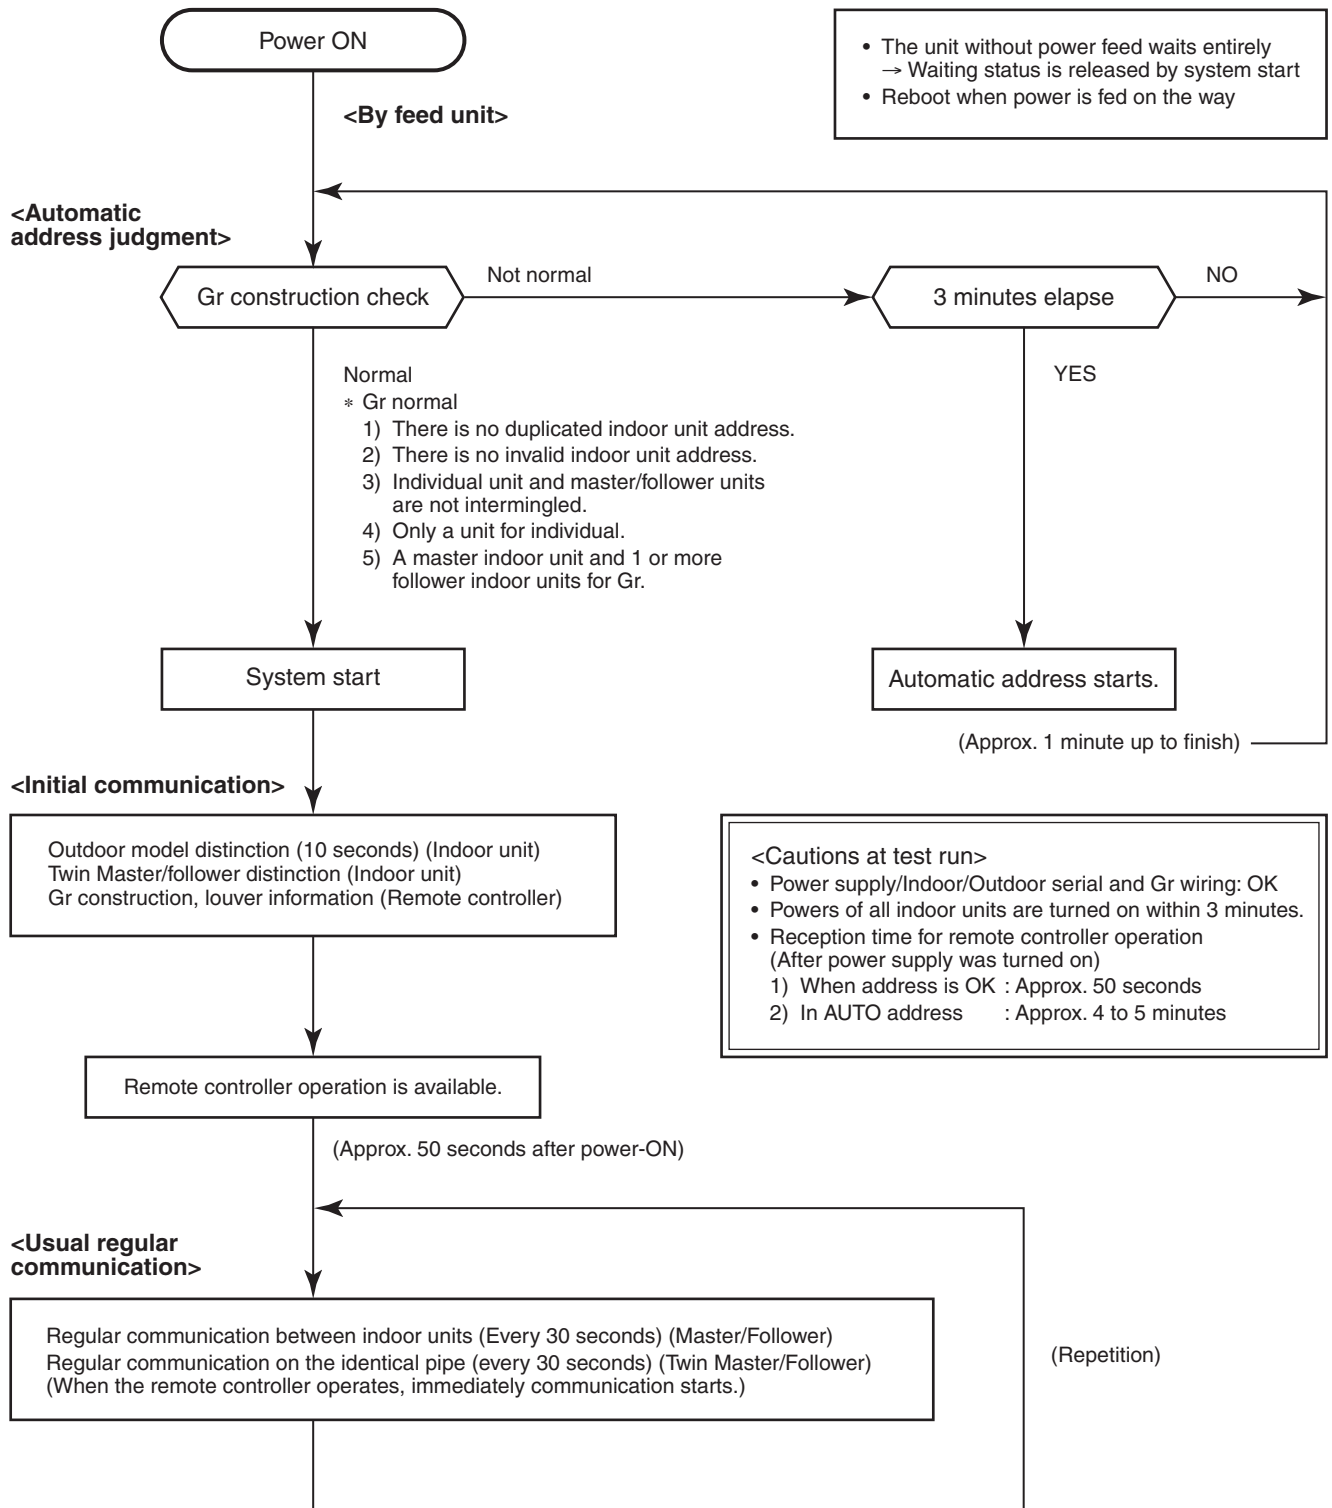 Power ON
• The unit without power feed waits entirely
→ Waiting status is released by system start
• Reboot when power is fed on the way
<By feed unit>
<Automatic
address judgment>
Gr construction check
Not normal
3 minutes elapse
NO
Normal
* Gr normal
1) There is no duplicated indoor unit address.
2) There is no invalid indoor unit address.
3) Individual unit and master/follower units
are not intermingled.
4) Only a unit for individual.
5) A master indoor unit and 1 or more
follower indoor units for Gr.
YES
System start
Automatic address starts.
(Approx. 1 minute up to finish)
<Initial communication>
Outdoor model distinction (10 seconds) (Indoor unit)
Twin Master/follower distinction (Indoor unit)
Gr construction, louver information (Remote controller)
<Cautions at test run>
• Power supply/Indoor/Outdoor serial and Gr wiring: OK
• Powers of all indoor units are turned on within 3 minutes.
• Reception time for remote controller operation
(After power supply was turned on)
1) When address is OK : Approx. 50 seconds
2) In AUTO address : Approx. 4 to 5 minutes
Remote controller operation is available.
(Approx. 50 seconds after power-ON)
<Usual regular
communication>
Regular communication between indoor units (Every 30 seconds) (Master/Follower)
Regular communication on the identical pipe (every 30 seconds) (Twin Master/Follower)
(When the remote controller operates, immediately communication starts.)
(Repetition)